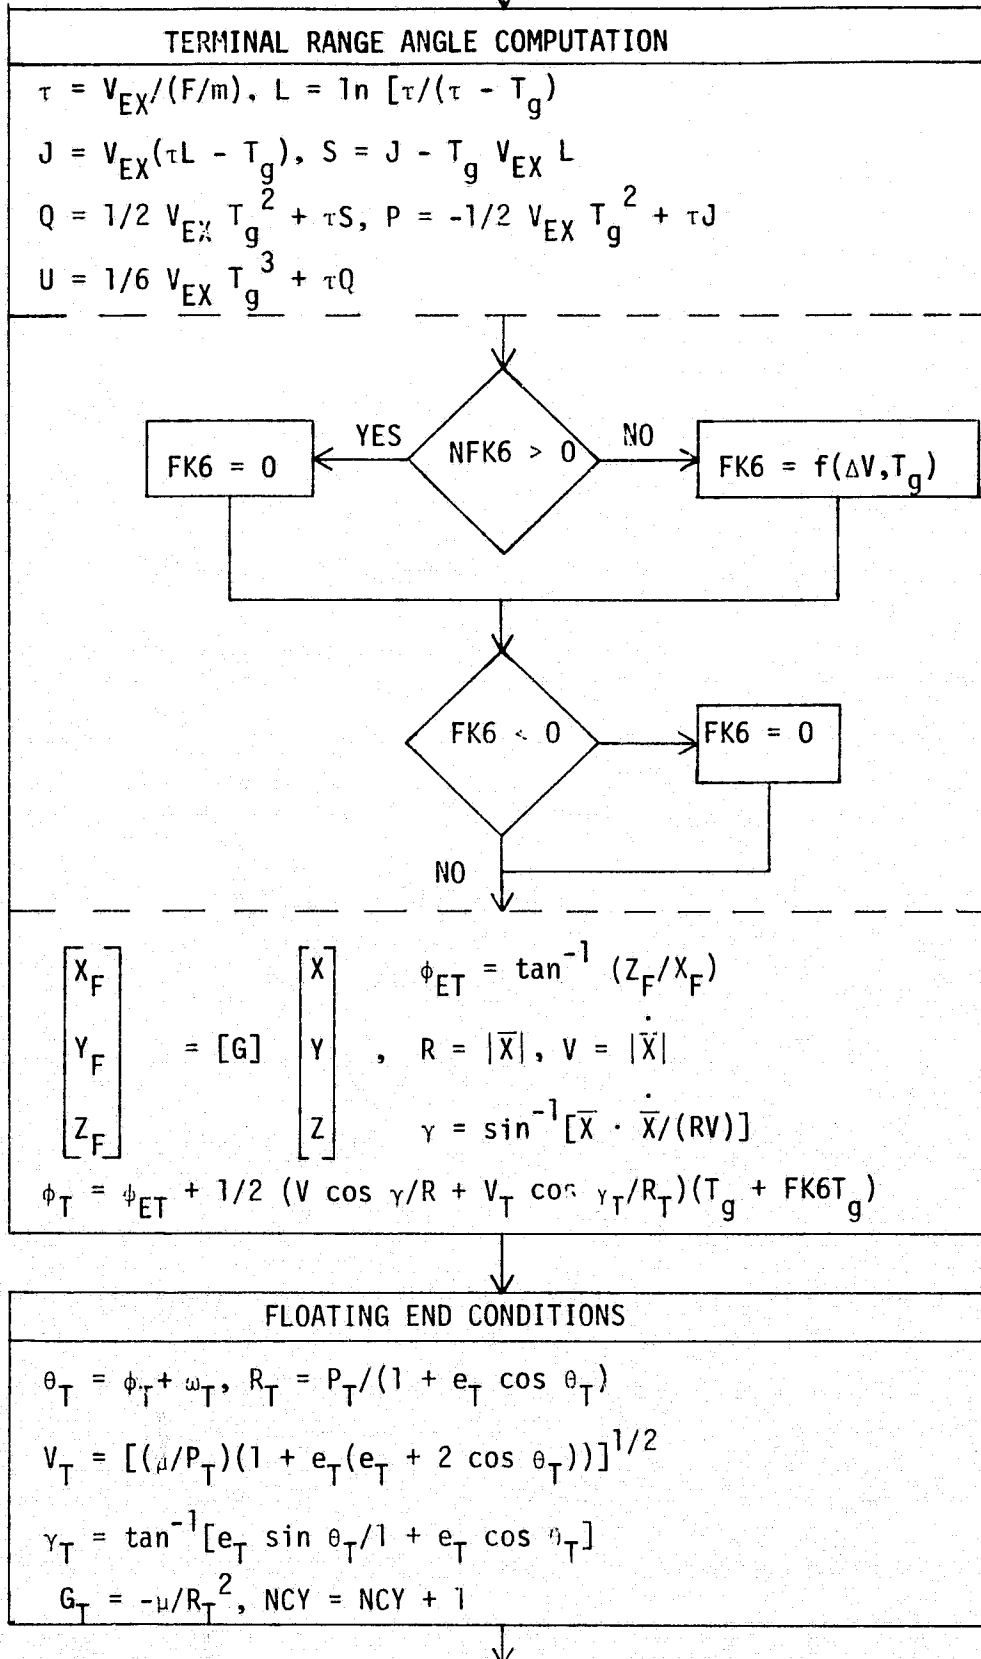 TERMINAL RANGE ANGLE COMPUTATION
τ = V_EX/(F/m), L = ln [τ/(τ - T_g)
J = V_EX(τL - T_g), S = J - T_g V_EX L
Q = 1/2 V_EX T_g^2 + τS, P = -1/2 V_EX T_g^2 + τJ
U = 1/6 V_EX T_g^3 + τQ
YES NFK6 > 0 NO
FK6 = 0 FK6 = f(ΔV,T_g)
FK6 < 0 FK6 = 0
NO
[X_F] [X] φ_ET = tan^-1 (Z_F/X_F)
[Y_F] = [G] [Y] , R = |X̅|, V = |Ẋ̅|
[Z_F] [Z] γ = sin^-1[X̅ · Ẋ̅/(RV)]
φ_T = φ_ET + 1/2 (V cos γ/R + V_T cos γ_T/R_T)(T_g + FK6T_g)
FLOATING END CONDITIONS
θ_T = φ_T + ω_T, R_T = P_T/(1 + e_T cos θ_T)
V_T = [(μ/P_T)(1 + e_T(e_T + 2 cos θ_T))]^1/2
γ_T = tan^-1[e_T sin θ_T/1 + e_T cos θ_T]
G_T = -μ/R_T^2, NCY = NCY + 1